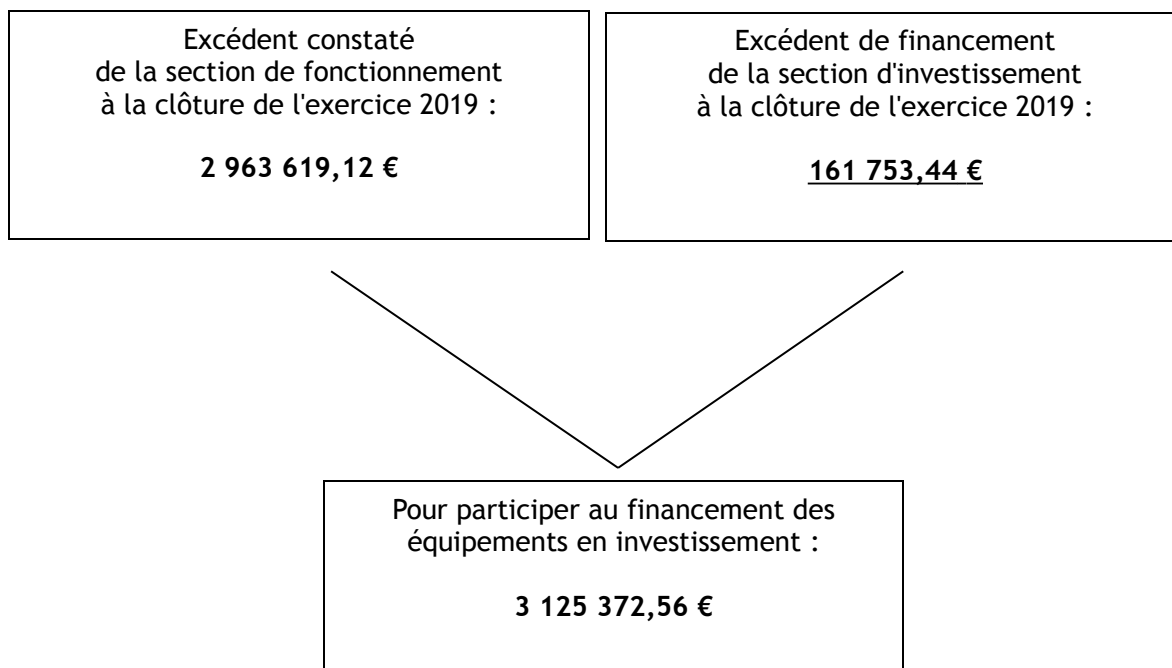 Excédent constaté
de la section de fonctionnement
à la clôture de l'exercice 2019 :
2 963 619,12 €
Excédent de financement
de la section d'investissement
à la clôture de l'exercice 2019 :
161 753,44 €
Pour participer au financement des
équipements en investissement :
3 125 372,56 €